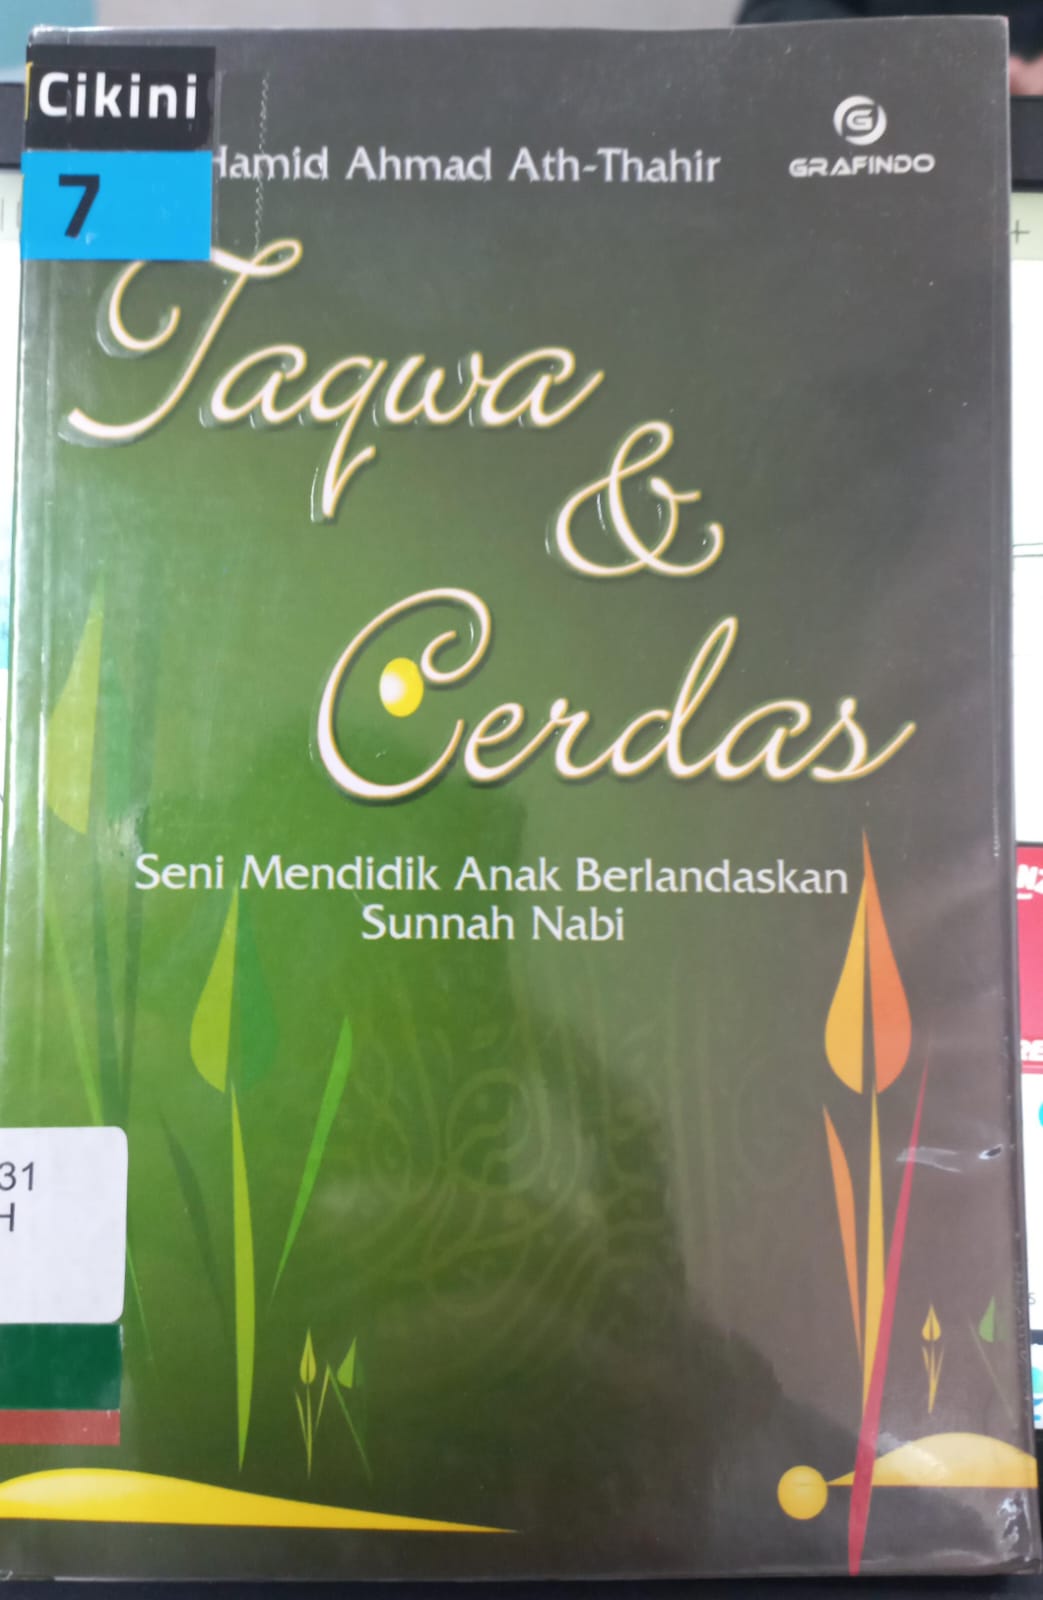 Cikini
7
Hamid Ahmad Ath-Thahir
GRAFINDO
Taqwa
&
Cerdas
Seni Mendidik Anak Berlandaskan
Sunnah Nabi
31
H